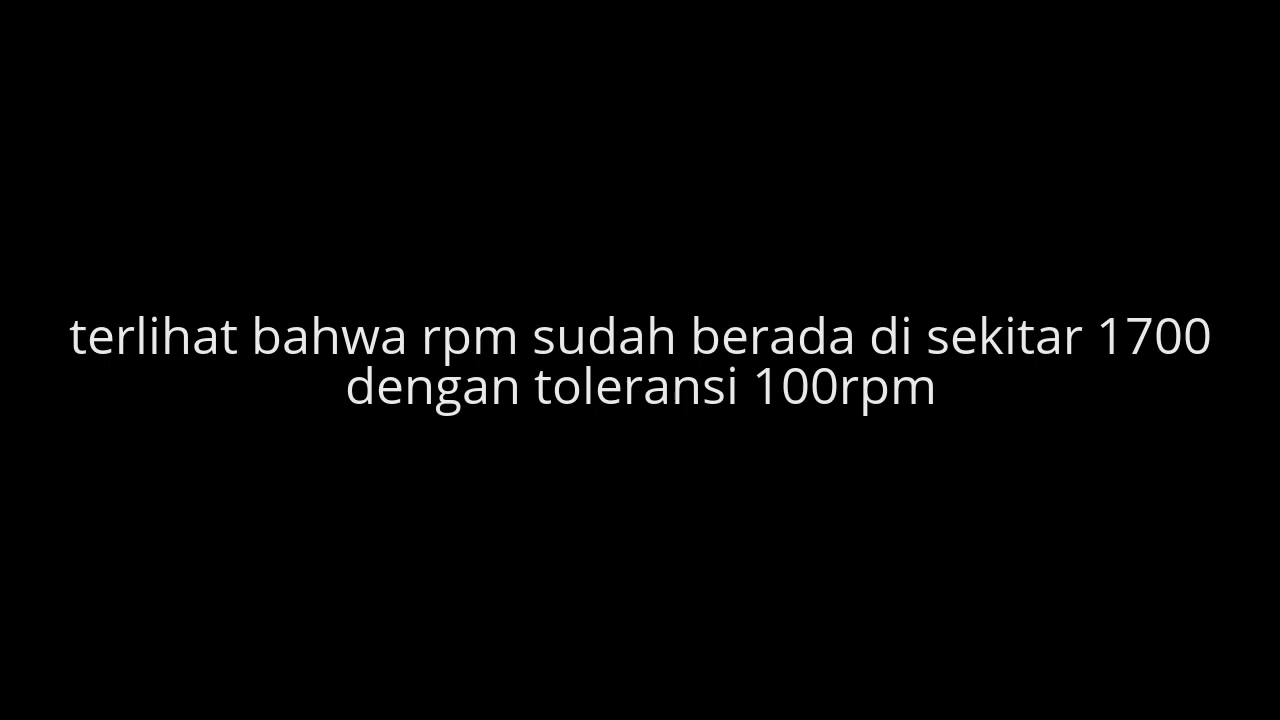 terlihat bahwa rpm sudah berada di sekitar 1700
dengan toleransi 100rpm